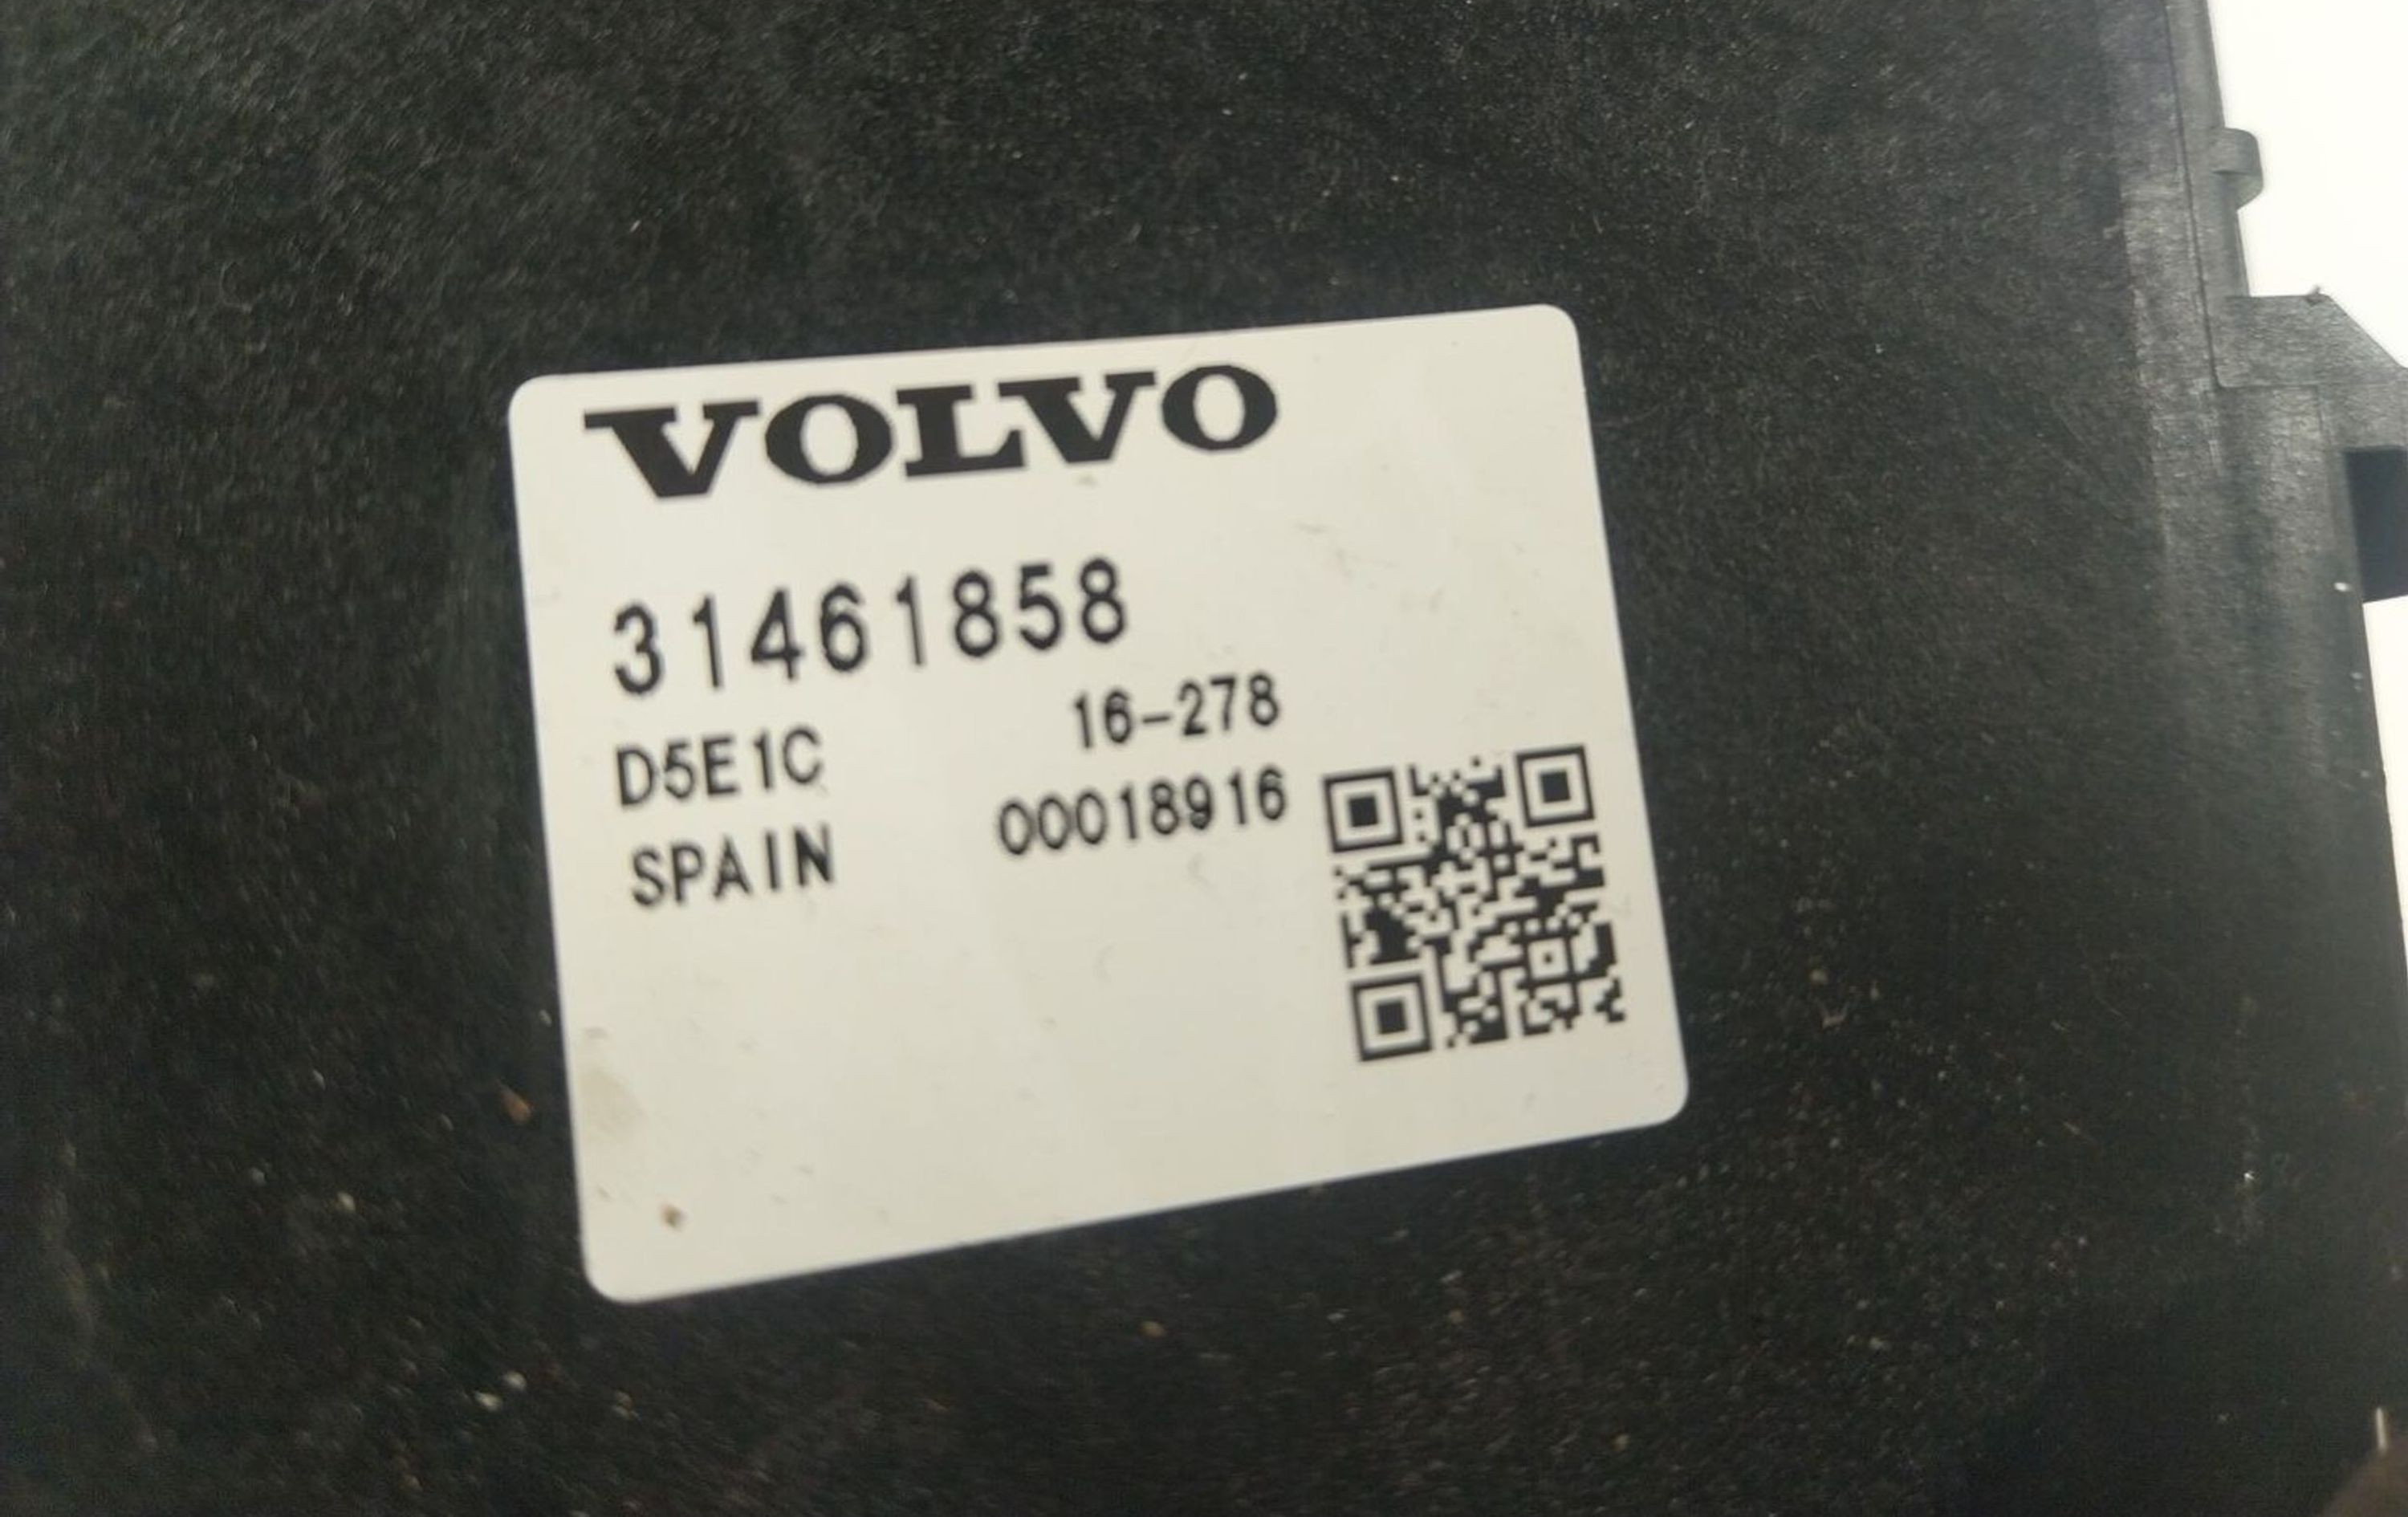 VOLVO
31461858
D5E1C 16-278
SPAIN 00018916